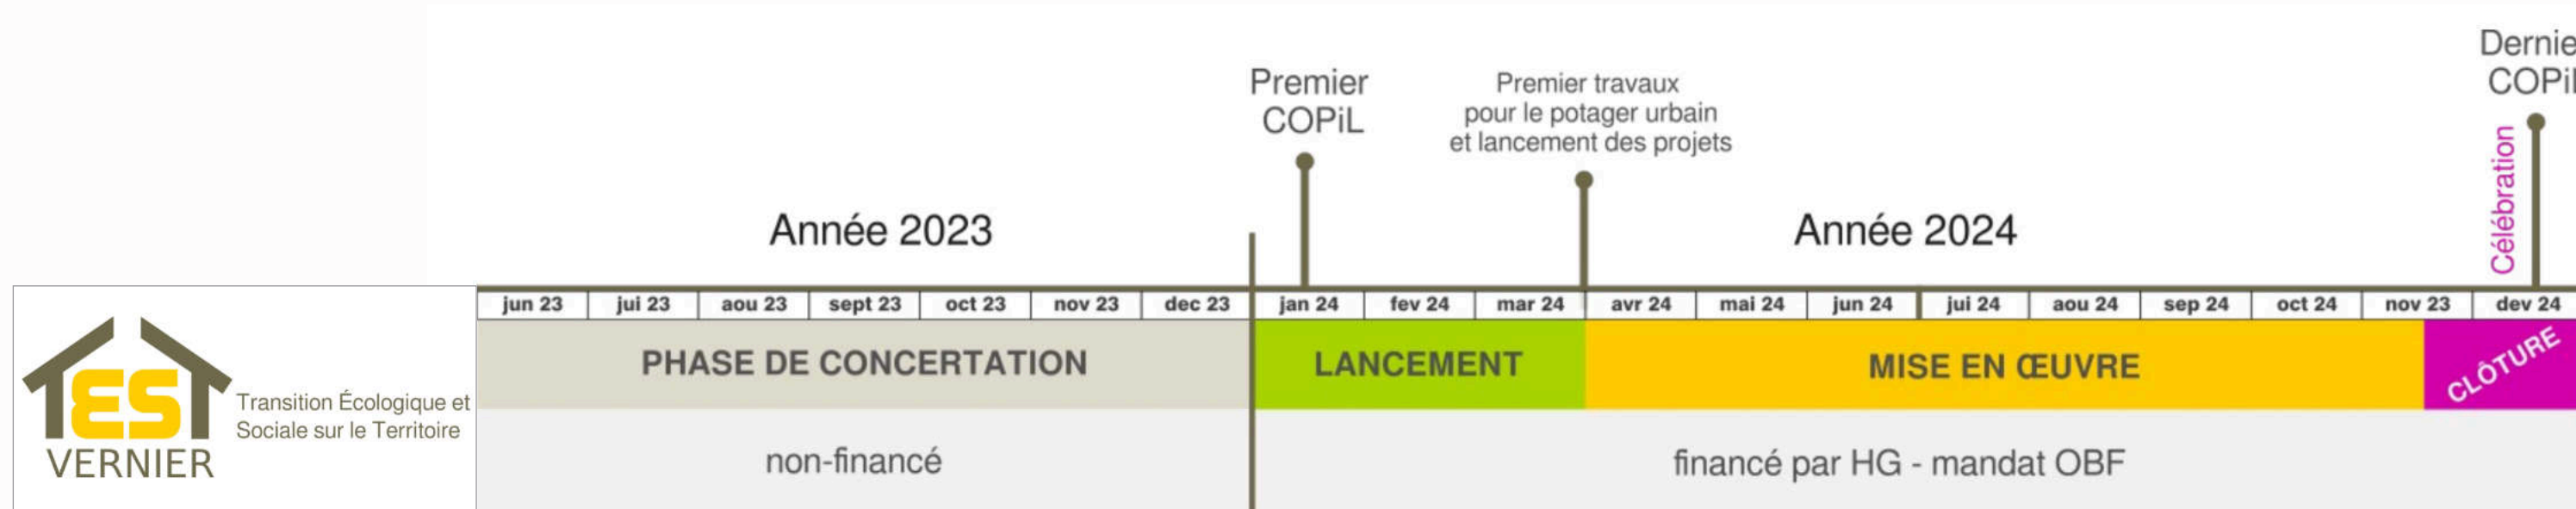 Premier
COPiL
Premier travaux
pour le potager urbain
et lancement des projets
Dernie
COPil
Célébration
Année 2023
Année 2024
jun 23 jui 23 aou 23 sept 23 oct 23 nov 23 dec 23 jan 24 fev 24 mar 24 avr 24 mai 24 jun 24 jui 24 aou 24 sep 24 oct 24 nov 23 dev 24
TEST
VERNIER
Transition Écologique et
Sociale sur le Territoire
PHASE DE CONCERTATION
LANCEMENT
MISE EN ŒUVRE
CLÔTURE
non-financé
financé par HG - mandat OBF